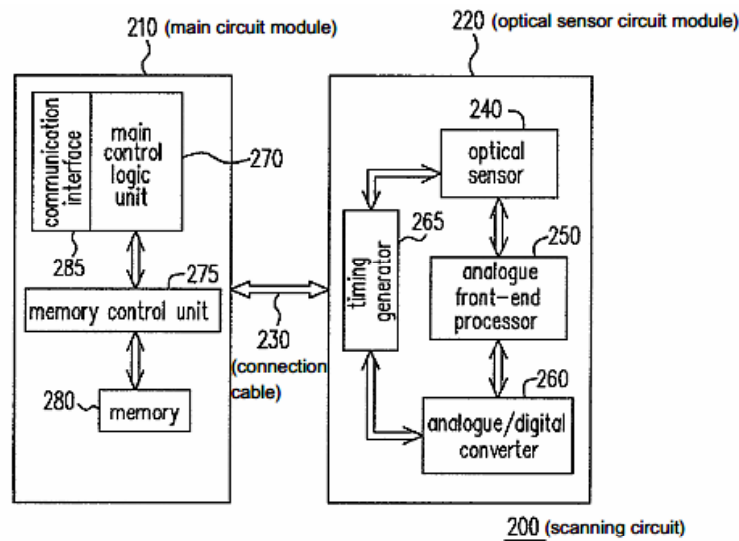 210 (main circuit module)
220 (optical sensor circuit module)
communication
interface
main
control
logic
unit
270
285
275
memory control unit
280
memory
230
(connection
cable)
240
optical
sensor
265
timing
generator
250
analogue
front-end
processor
260
analogue/digital
converter
200 (scanning circuit)